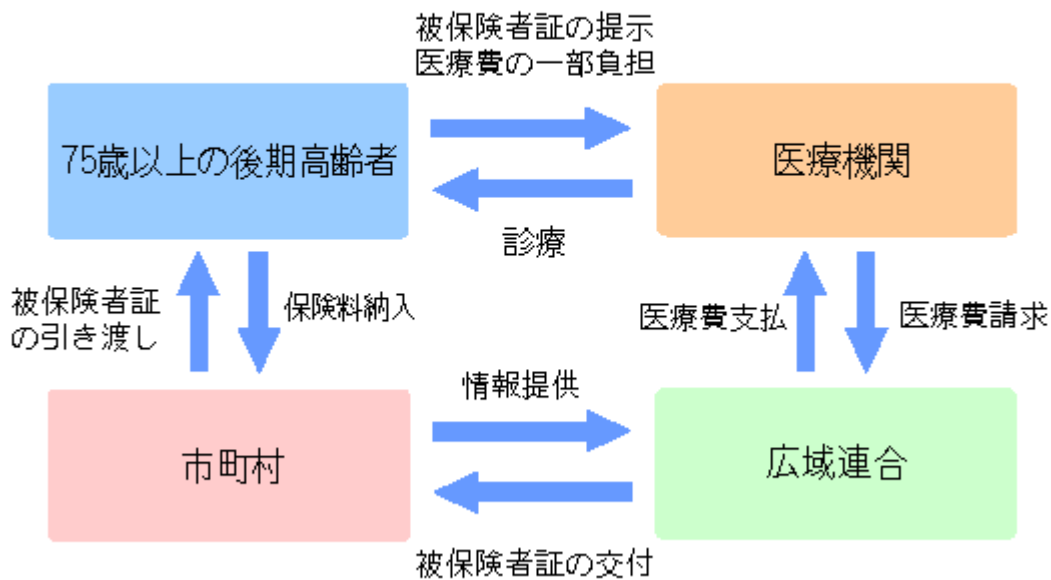 被保険者証の提示
医療費の一部負担
75歳以上の後期高齢者
医療機関
診療
被保険者証
の引き渡し
保険料納入
医療費支払
医療費請求
情報提供
市町村
広域連合
被保険者証の交付